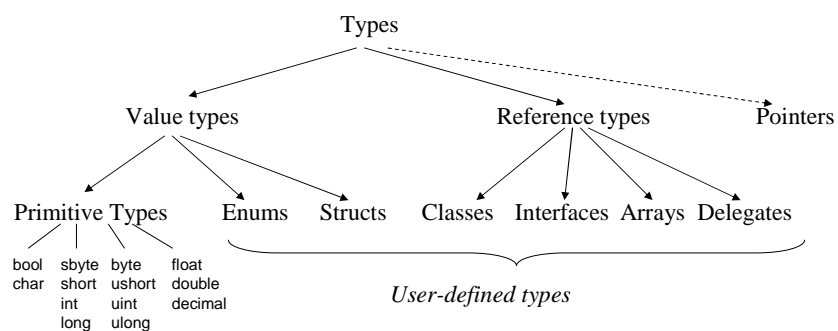 Types
Value types Reference types Pointers
Primitive Types Enums Structs Classes Interfaces Arrays Delegates
bool sbyte byte float
char short ushort double
int uint decimal
long ulong
User-defined types